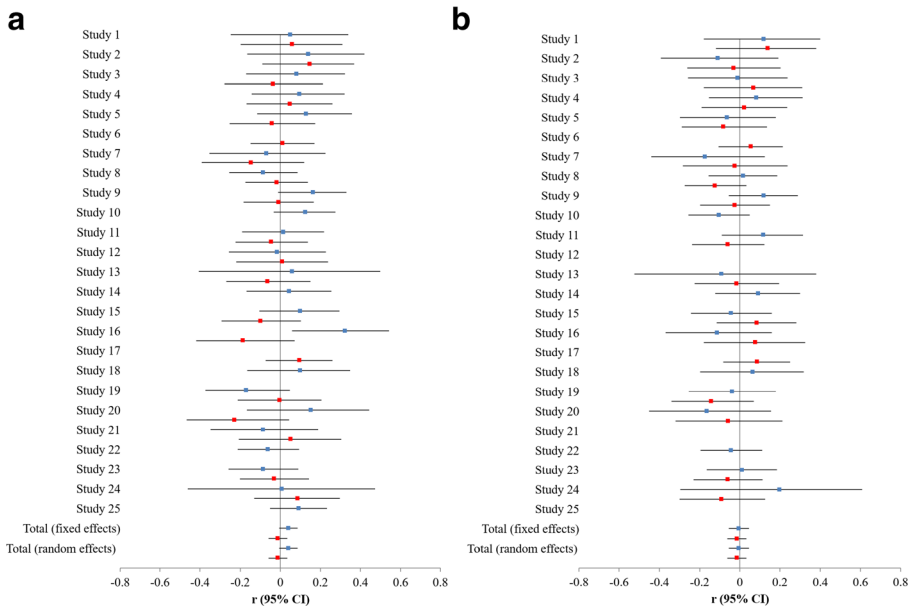 a
Study 1
Study 2
Study 3
Study 4
Study 5
Study 6
Study 7
Study 8
Study 9
Study 10
Study 11
Study 12
Study 13
Study 14
Study 15
Study 16
Study 17
Study 18
Study 19
Study 20
Study 21
Study 22
Study 23
Study 24
Study 25
Total (fixed effects)
Total (random effects)
-0.8 -0.6 -0.4 -0.2 0 0.2 0.4 0.6 0.8
r (95% CI)
b
Study 1
Study 2
Study 3
Study 4
Study 5
Study 6
Study 7
Study 8
Study 9
Study 10
Study 11
Study 12
Study 13
Study 14
Study 15
Study 16
Study 17
Study 18
Study 19
Study 20
Study 21
Study 22
Study 23
Study 24
Study 25
Total (fixed effects)
Total (random effects)
-0.8 -0.6 -0.4 -0.2 0 0.2 0.4 0.6 0.8
r (95% CI)